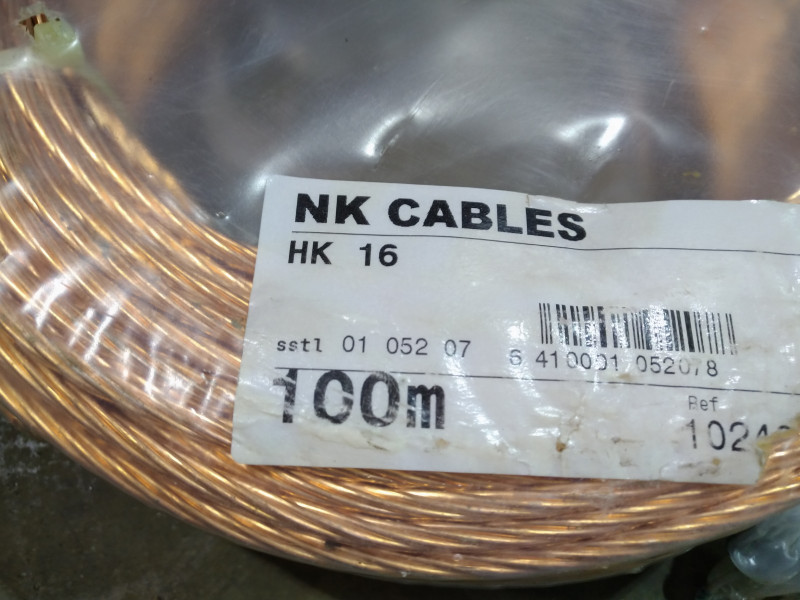 NK CABLES
HK 16
sstl 01 052 07
6 410001 052078
100m
Ref